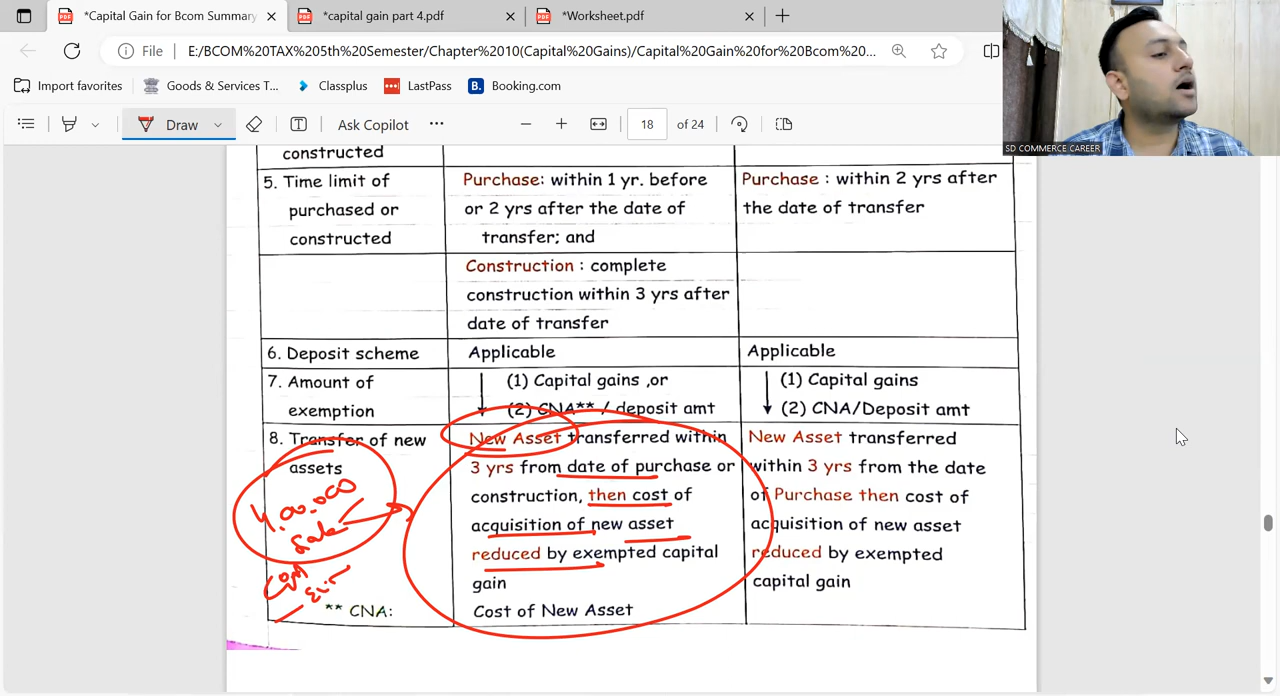 *Capital Gain for Bcom Summary
*capital gain part 4.pdf
*Worksheet.pdf
File
E:/BCOM%20TAX%205th%20Semester/Chapter%2010(Capital%20Gains)/Capital%20Gain%20for%20Bcom%20...
Import favorites
Goods & Services T...
Classplus
LastPass
B. Booking.com
Draw
Ask Copilot
18 of 24
SD COMMERCE CAREER
constructed
5. Time limit of
purchased or
constructed
Purchase: within 1 yr. before
or 2 yrs after the date of
transfer; and
Purchase : within 2 yrs after
the date of transfer
Construction : complete
construction within 3 yrs after
date of transfer
6. Deposit scheme
Applicable
Applicable
7. Amount of
exemption
(1) Capital gains ,or
(2) CNA** / deposit amt
(1) Capital gains
(2) CNA/Deposit amt
8. Transfer of new
assets
New Asset transferred within
3 yrs from date of purchase or
construction, then cost of
acquisition of new asset
reduced by exempted capital
gain
New Asset transferred
within 3 yrs from the date
of Purchase then cost of
acquisition of new asset
reduced by exempted
capital gain
4,00,000
Sale
** CNA:
Cost of New Asset